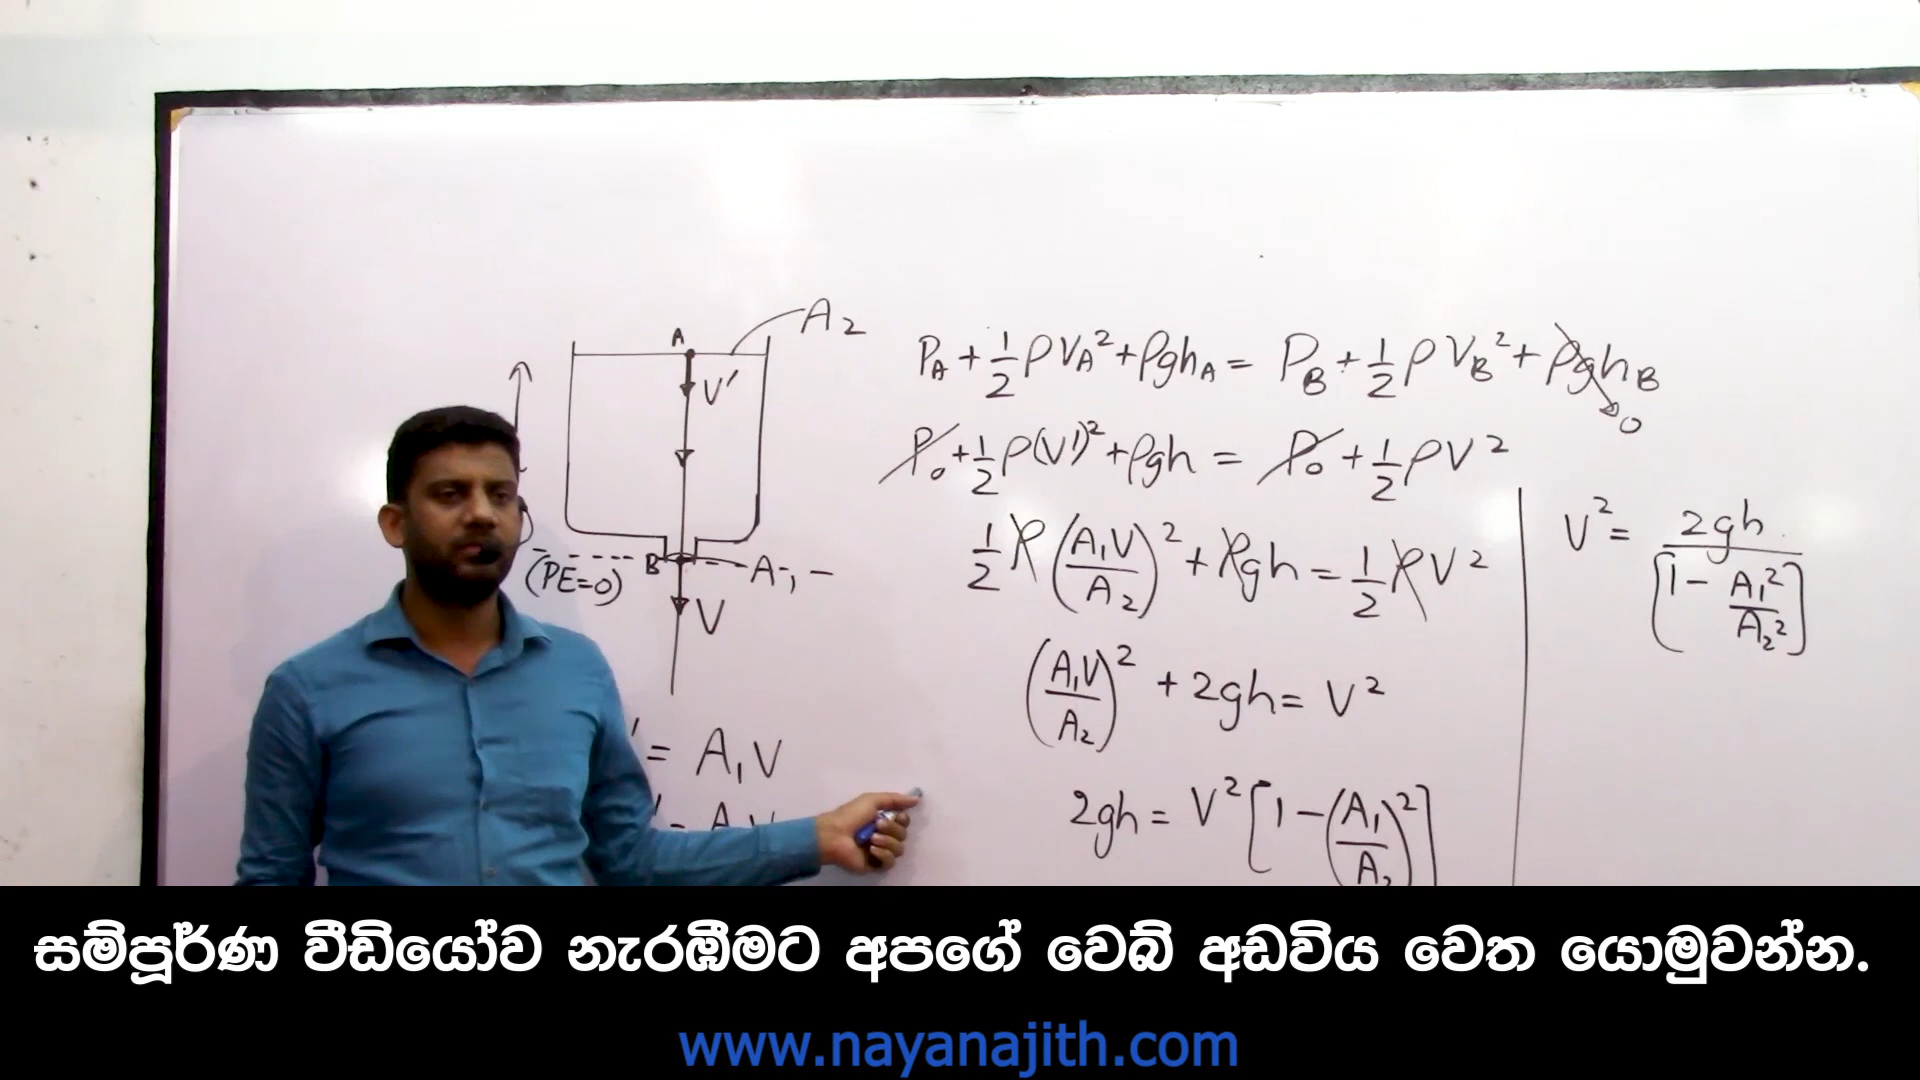 A
A₂
V′
B
A₁
(PE=0)
V
′ = A₁V
′ = A₁V
P_A + ½ρV_A² + ρgh_A = P_B + ½ρV_B² + ρgh_B
0
P₀ + ½ρ(V′)² + ρgh = P₀ + ½ρV²
½ρ(A₁V/A₂)² + ρgh = ½ρV²
(A₁V/A₂)² + 2gh = V²
2gh = V²[1 − (A₁/A₂)²]
V² = 2gh/[1 − A₁²/A₂²]
සම්පූර්ණ වීඩියෝව නැරඹීමට අපගේ වෙබ් අඩවිය වෙත යොමුවන්න.
www.nayanajith.com